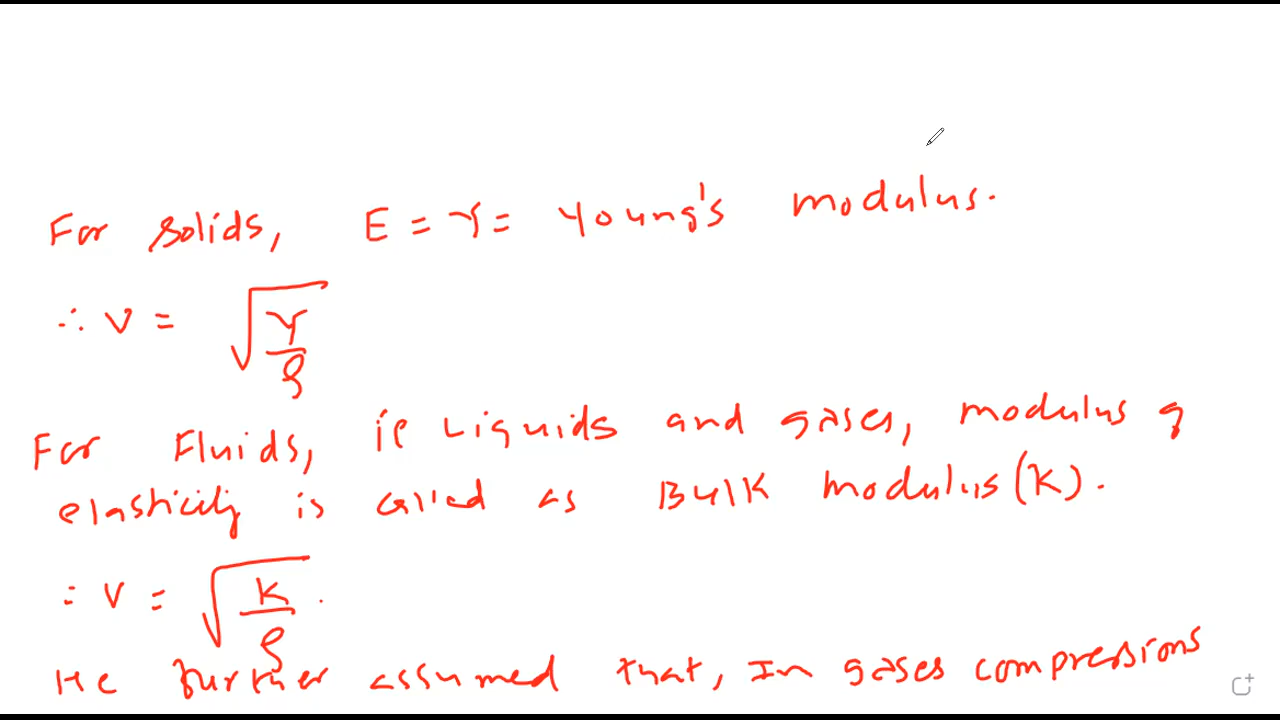 For solids, E = Y = Young's modulus.
∴ v = √(Y/ρ)
For Fluids, ie Liquids and gases, modulus of
elasticity is called as Bulk modulus (K).
∴ v = √(K/ρ).
He further assumed that, In gases compressions